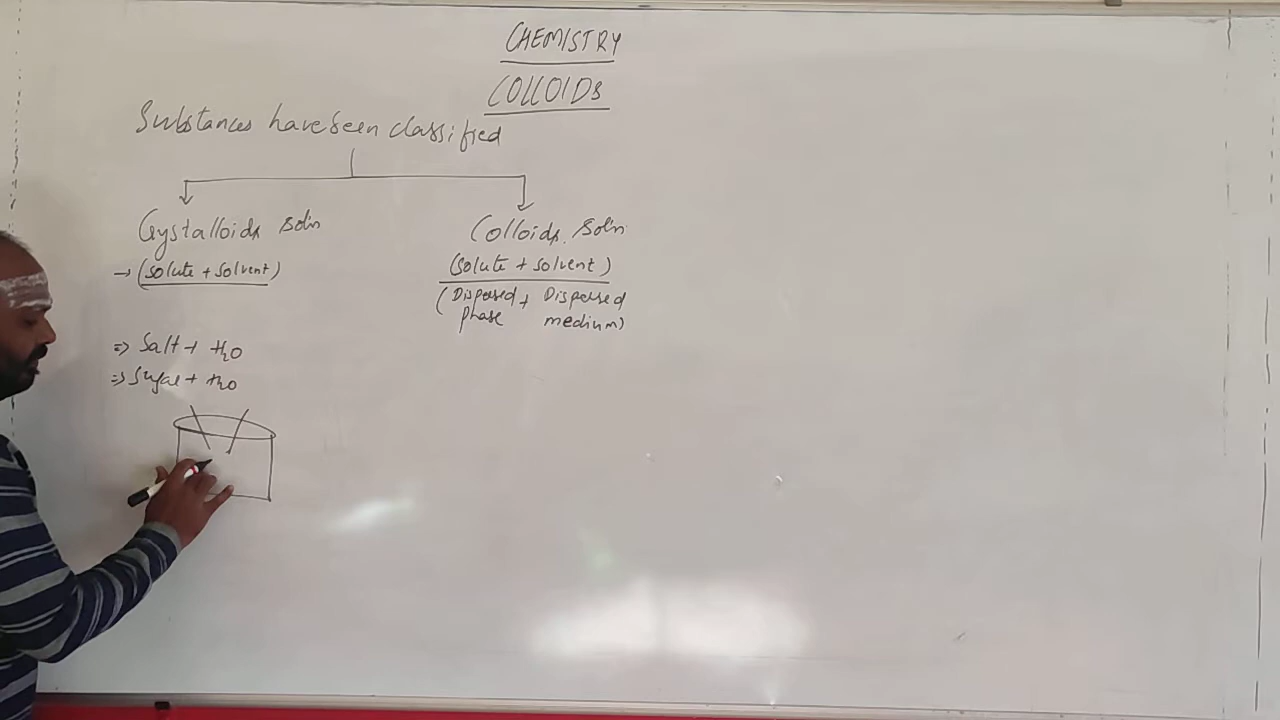 CHEMISTRY
COLLOIDS
Substances have been classified
Crystalloids soln
Colloids. Soln
→ (Solute + Solvent)
(Solute + Solvent)
(Dispersed + Dispersed
phase medium)
⇒ Salt + H₂O
⇒ Sugar + H₂O